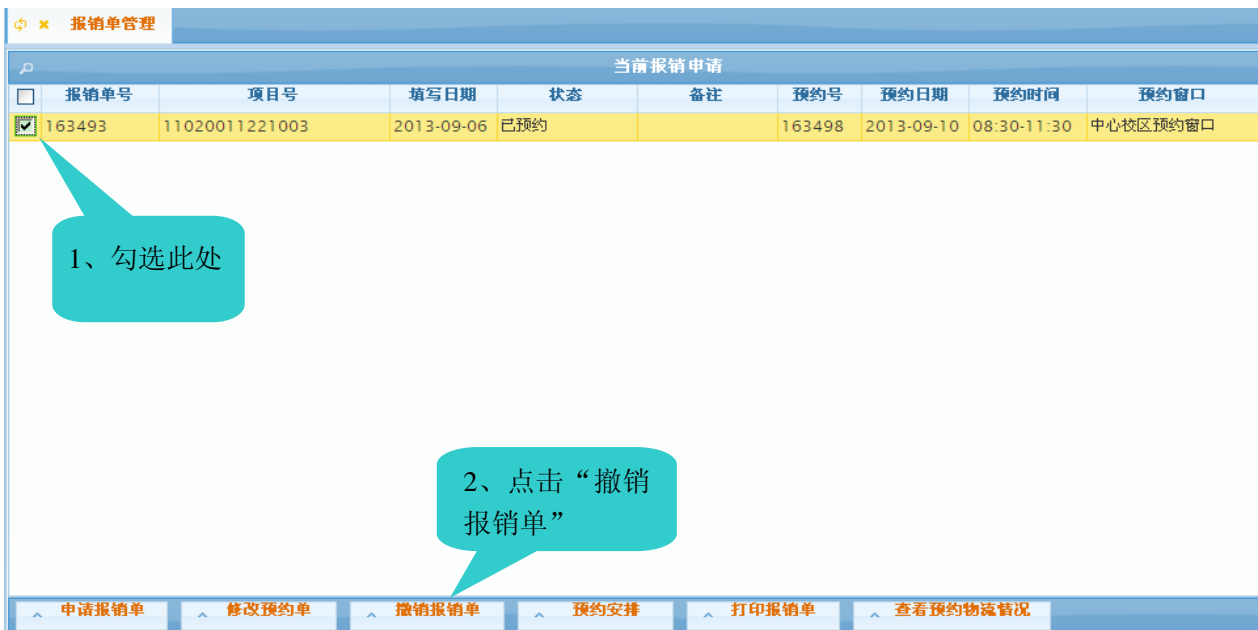 报销单管理
当前报销申请
报销单号 项目号 填写日期 状态 备注 预约号 预约日期 预约时间 预约窗口
163493 11020011221003 2013-09-06 已预约 163498 2013-09-10 08:30-11:30 中心校区预约窗口
1、勾选此处
2、点击“撤销
报销单”
申请报销单 修改预约单 撤销报销单 预约安排 打印报销单 查看预约物流情况